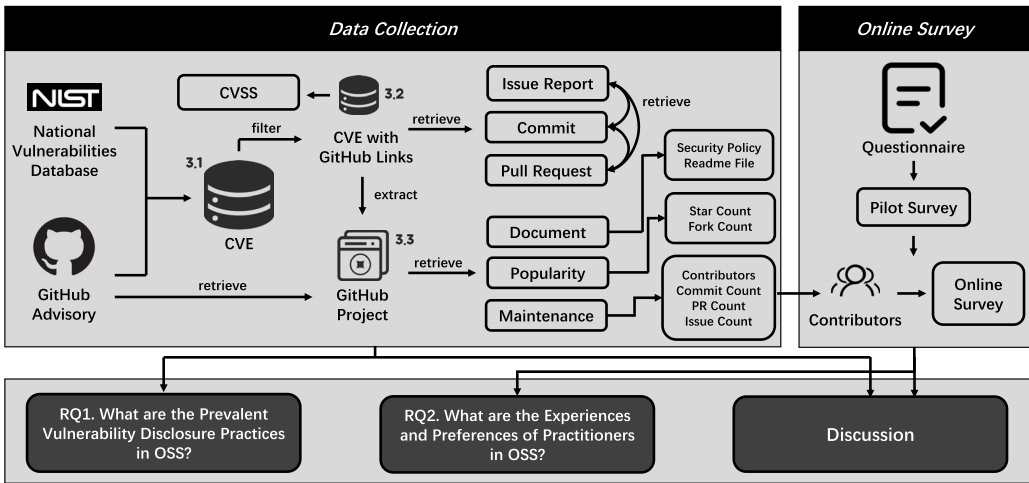 Data Collection
Online Survey
NIST
National
Vulnerabilities
Database
GitHub
Advisory
3.1
CVE
filter
CVSS
3.2
CVE with
GitHub Links
retrieve
extract
3.3
GitHub
Project
retrieve
retrieve
Issue Report
Commit
Pull Request
retrieve
Document
Popularity
Maintenance
Security Policy
Readme File
Star Count
Fork Count
Contributors
Commit Count
PR Count
Issue Count
Questionnaire
Pilot Survey
Contributors
Online
Survey
RQ1. What are the Prevalent
Vulnerability Disclosure Practices
in OSS?
RQ2. What are the Experiences
and Preferences of Practitioners
in OSS?
Discussion